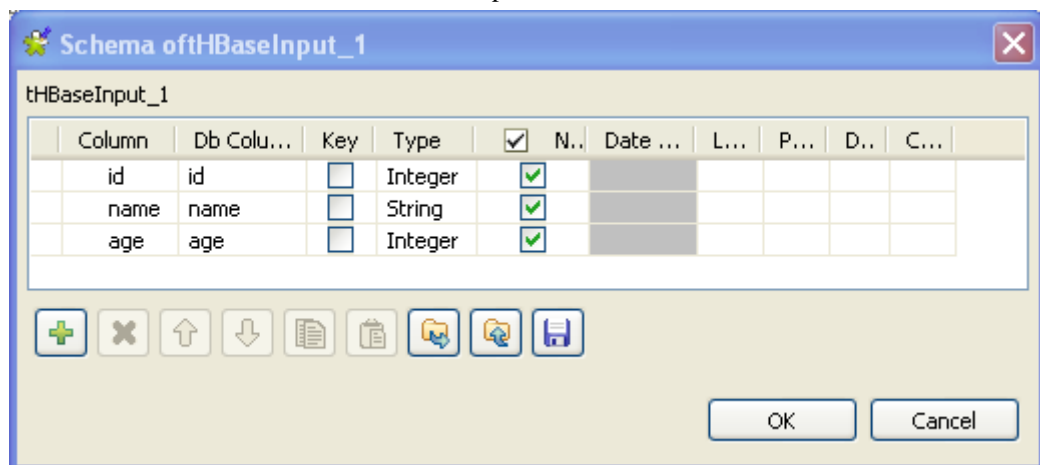 Schema oftHBaseInput_1
tHBaseInput_1
Column Db Colu... Key Type N.. Date ... L... P... D.. C...
id id Integer
name name String
age age Integer
OK Cancel